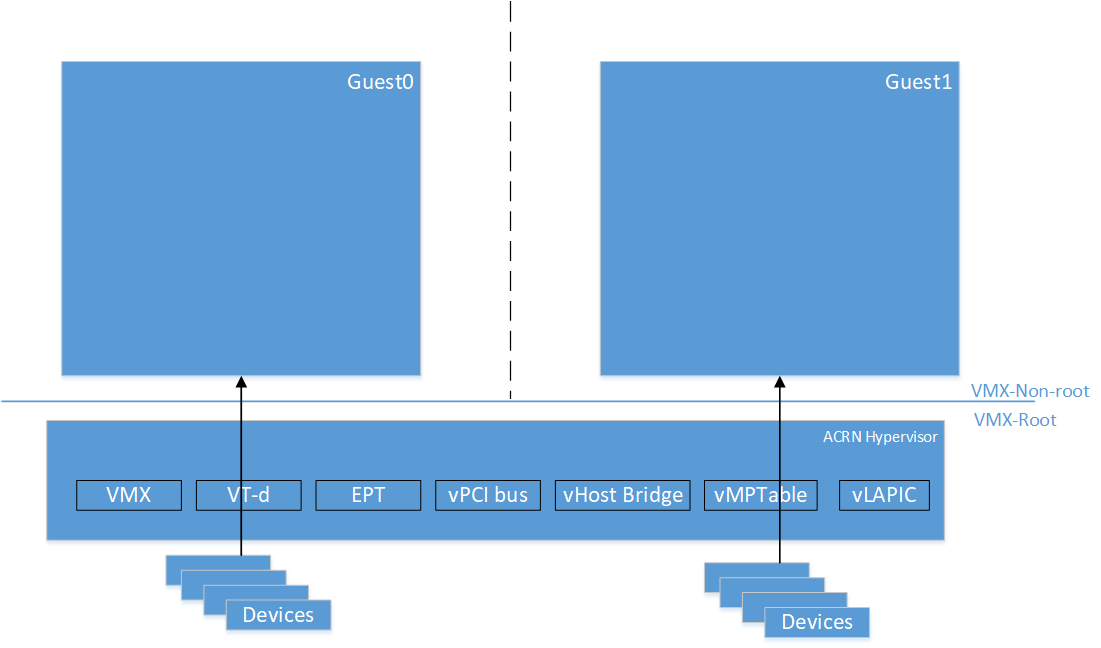 Guest0
Guest1
VMX-Non-root
VMX-Root
ACRN Hypervisor
VMX
VT-d
EPT
vPCI bus
vHost Bridge
vMPTable
vLAPIC
Devices
Devices